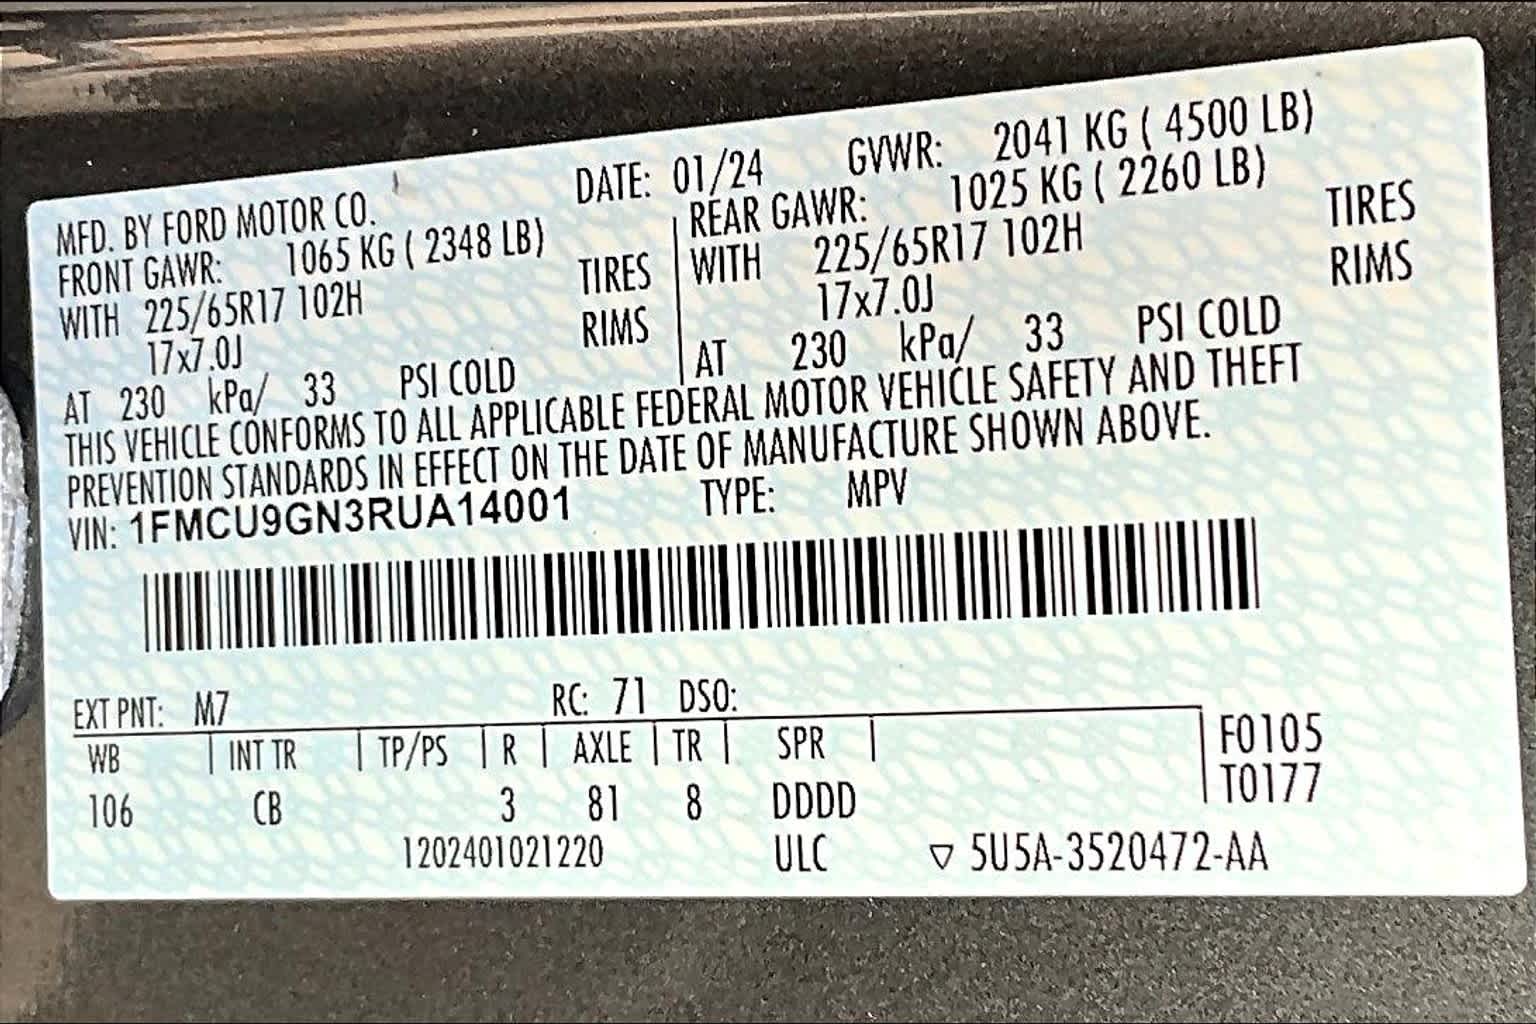 MFD. BY FORD MOTOR CO. DATE: 01/24 GVWR: 2041 KG ( 4500 LB)
FRONT GAWR: 1065 KG ( 2348 LB) REAR GAWR: 1025 KG ( 2260 LB)
WITH 225/65R17 102H TIRES WITH 225/65R17 102H TIRES
17x7.0J RIMS 17x7.0J RIMS
AT 230 kPa/ 33 PSI COLD AT 230 kPa/ 33 PSI COLD
THIS VEHICLE CONFORMS TO ALL APPLICABLE FEDERAL MOTOR VEHICLE SAFETY AND THEFT
PREVENTION STANDARDS IN EFFECT ON THE DATE OF MANUFACTURE SHOWN ABOVE.
VIN: 1FMCU9GN3RUA14001 TYPE: MPV
EXT PNT: M7 RC: 71 DSO:
WB INT TR TP/PS R AXLE TR SPR F0105
106 CB 3 81 8 DDDD T0177
1202401021220 ULC ▽ 5U5A-3520472-AA